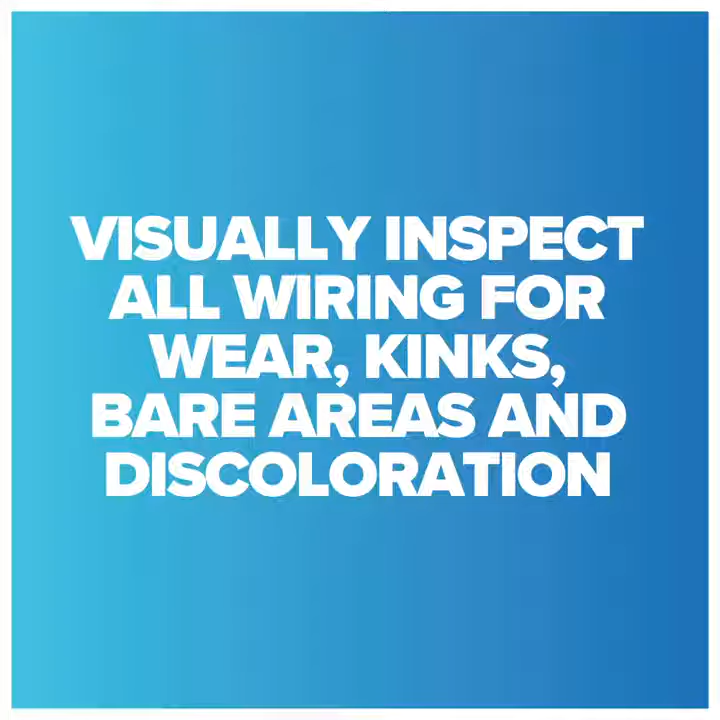 VISUALLY INSPECT
ALL WIRING FOR
WEAR, KINKS,
BARE AREAS AND
DISCOLORATION